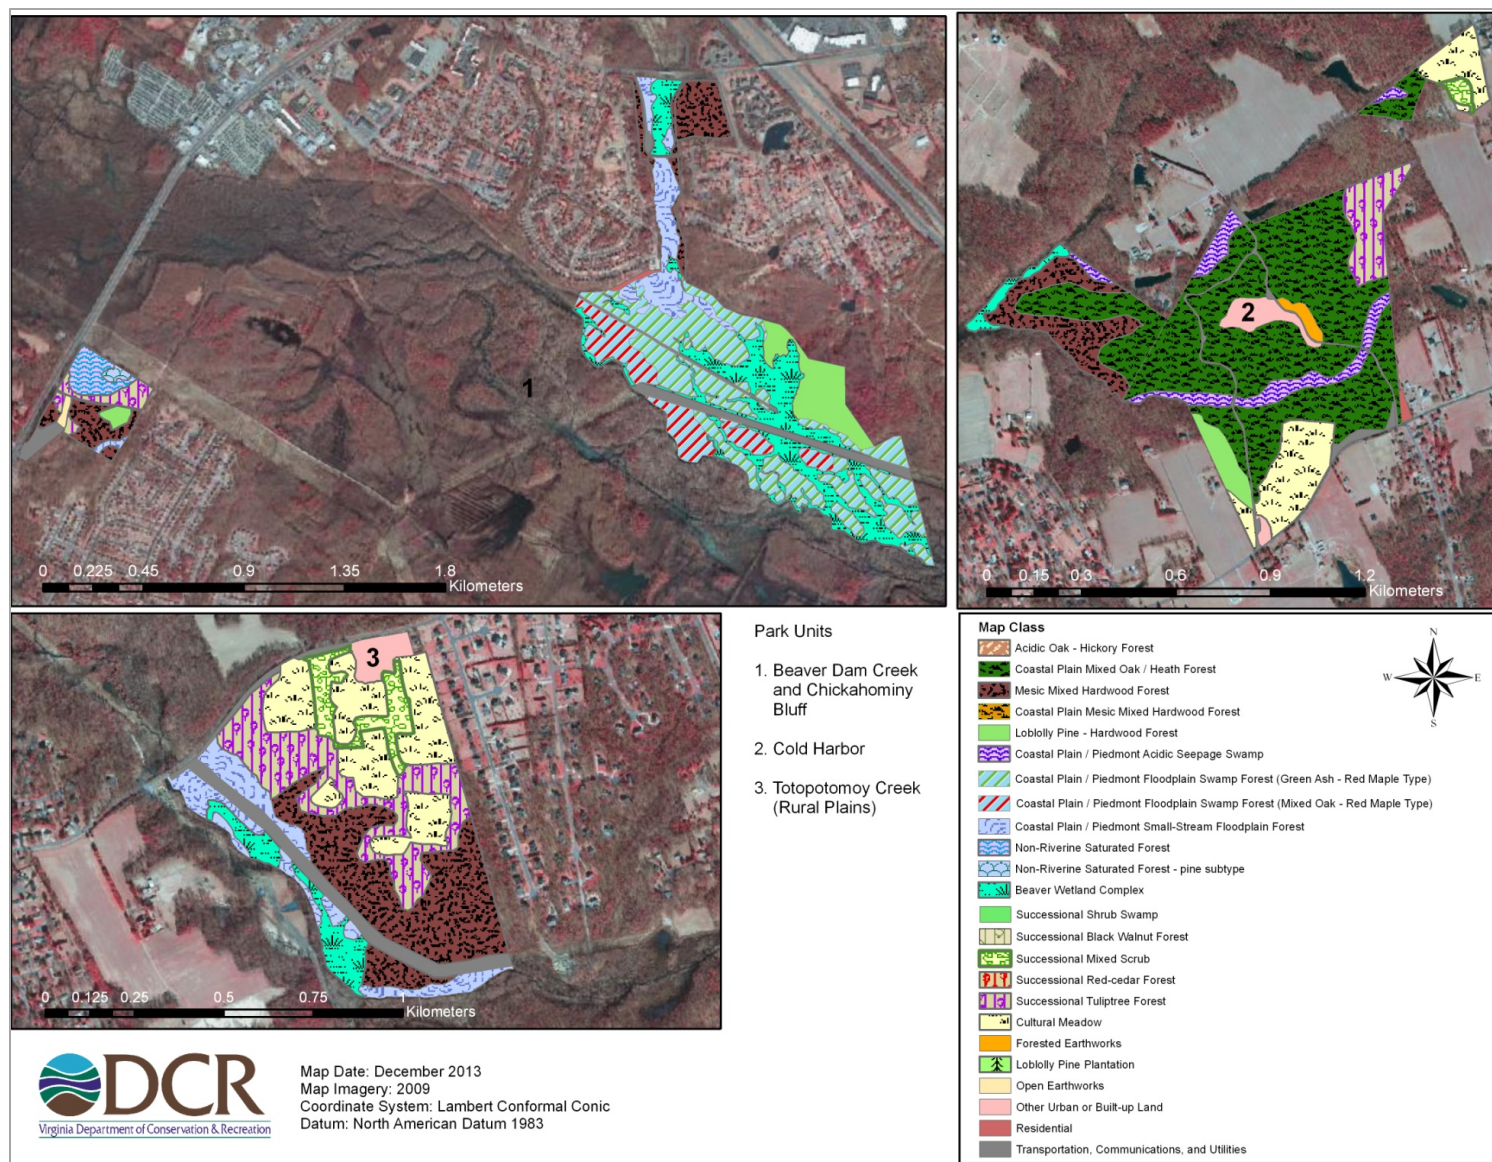 1
0 0.225 0.45 0.9 1.35 1.8
Kilometers
2
0 0.15 0.3 0.6 0.9 1.2
Kilometers
3
0 0.125 0.25 0.5 0.75 1
Kilometers
Park Units
1. Beaver Dam Creek
and Chickahominy
Bluff
2. Cold Harbor
3. Totopotomoy Creek
(Rural Plains)
Map Class
Acidic Oak - Hickory Forest
Coastal Plain Mixed Oak / Heath Forest
Mesic Mixed Hardwood Forest
Coastal Plain Mesic Mixed Hardwood Forest
Loblolly Pine - Hardwood Forest
Coastal Plain / Piedmont Acidic Seepage Swamp
Coastal Plain / Piedmont Floodplain Swamp Forest (Green Ash - Red Maple Type)
Coastal Plain / Piedmont Floodplain Swamp Forest (Mixed Oak - Red Maple Type)
Coastal Plain / Piedmont Small-Stream Floodplain Forest
Non-Riverine Saturated Forest
Non-Riverine Saturated Forest - pine subtype
Beaver Wetland Complex
Successional Shrub Swamp
Successional Black Walnut Forest
Successional Mixed Scrub
Successional Red-cedar Forest
Successional Tuliptree Forest
Cultural Meadow
Forested Earthworks
Loblolly Pine Plantation
Open Earthworks
Other Urban or Built-up Land
Residential
Transportation, Communications, and Utilities
N
W E
S
DCR
Virginia Department of Conservation & Recreation
Map Date: December 2013
Map Imagery: 2009
Coordinate System: Lambert Conformal Conic
Datum: North American Datum 1983